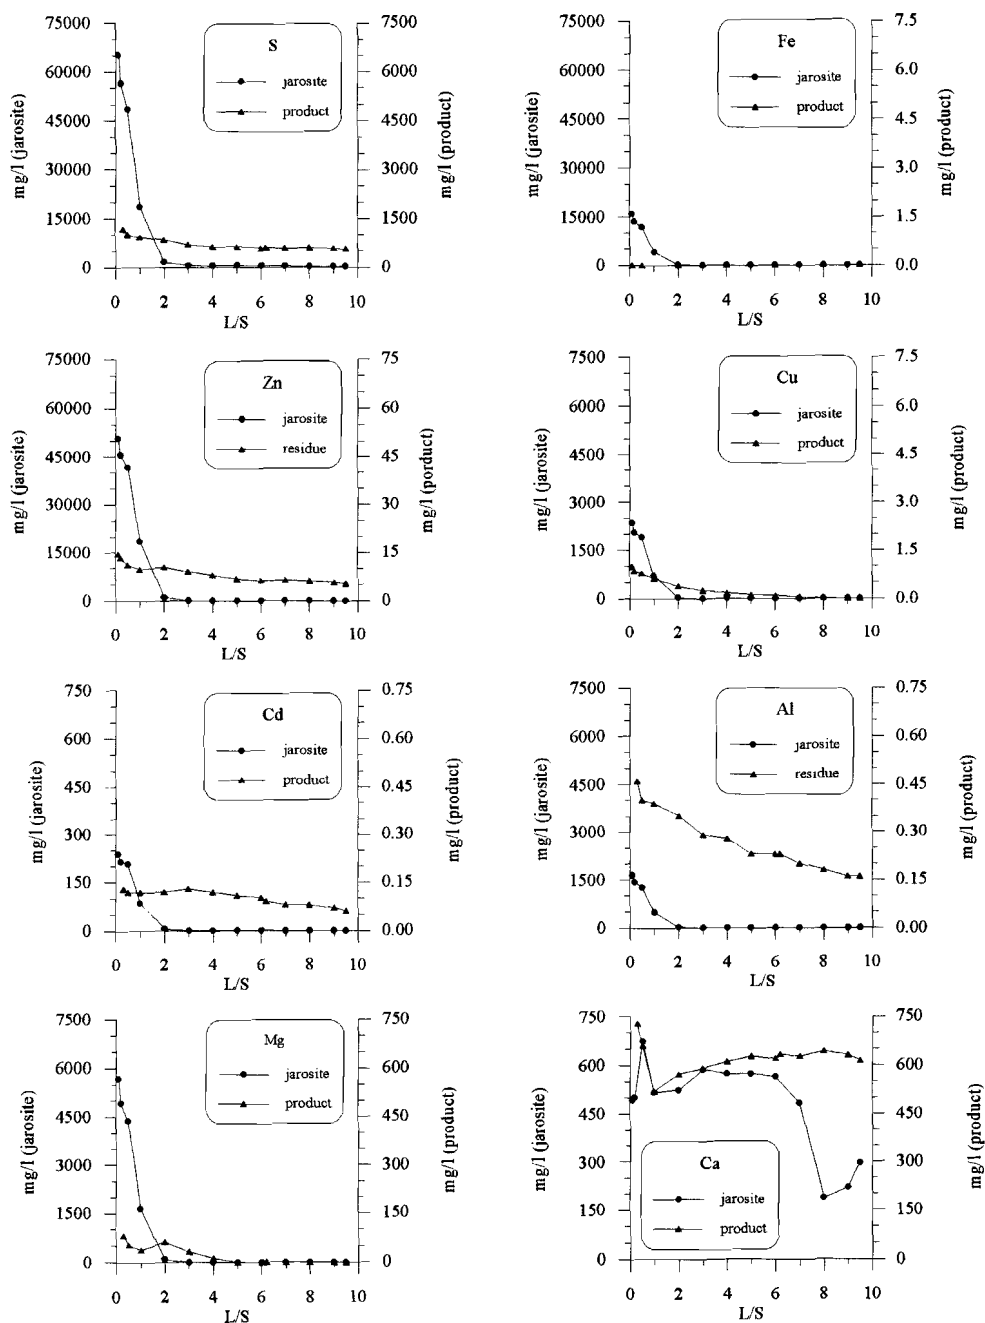 S
jarosite
product
75000
60000
45000
30000
15000
0
7500
6000
4500
3000
1500
0
0 2 4 6 8 10
L/S
mg/l (jarosite)
mg/l (product)
Fe
jarosite
product
75000
60000
45000
30000
15000
0
7.5
6.0
4.5
3.0
1.5
0.0
0 2 4 6 8 10
L/S
mg/l (jarosite)
mg/l (product)
Zn
jarosite
residue
75000
60000
45000
30000
15000
0
75
60
45
30
15
0
0 2 4 6 8 10
L/S
mg/l (jarosite)
mg/l (porduct)
Cu
jarosite
product
7500
6000
4500
3000
1500
0
7.5
6.0
4.5
3.0
1.5
0.0
0 2 4 6 8 10
L/S
mg/l (jarosite)
mg/l (product)
Cd
jarosite
product
750
600
450
300
150
0
0.75
0.60
0.45
0.30
0.15
0.00
0 2 4 6 8 10
L/S
mg/l (jarosite)
mg/l (product)
Al
jarosite
residue
7500
6000
4500
3000
1500
0
0.75
0.60
0.45
0.30
0.15
0.00
0 2 4 6 8 10
L/S
mg/l (jarosite)
mg/l (product)
Mg
jarosite
product
7500
6000
4500
3000
1500
0
750
600
450
300
150
0
0 2 4 6 8 10
L/S
mg/l (jarosite)
mg/l (product)
Ca
jarosite
product
750
600
450
300
150
0
750
600
450
300
150
0
0 2 4 6 8 10
L/S
mg/l (jarosite)
mg/l (product)